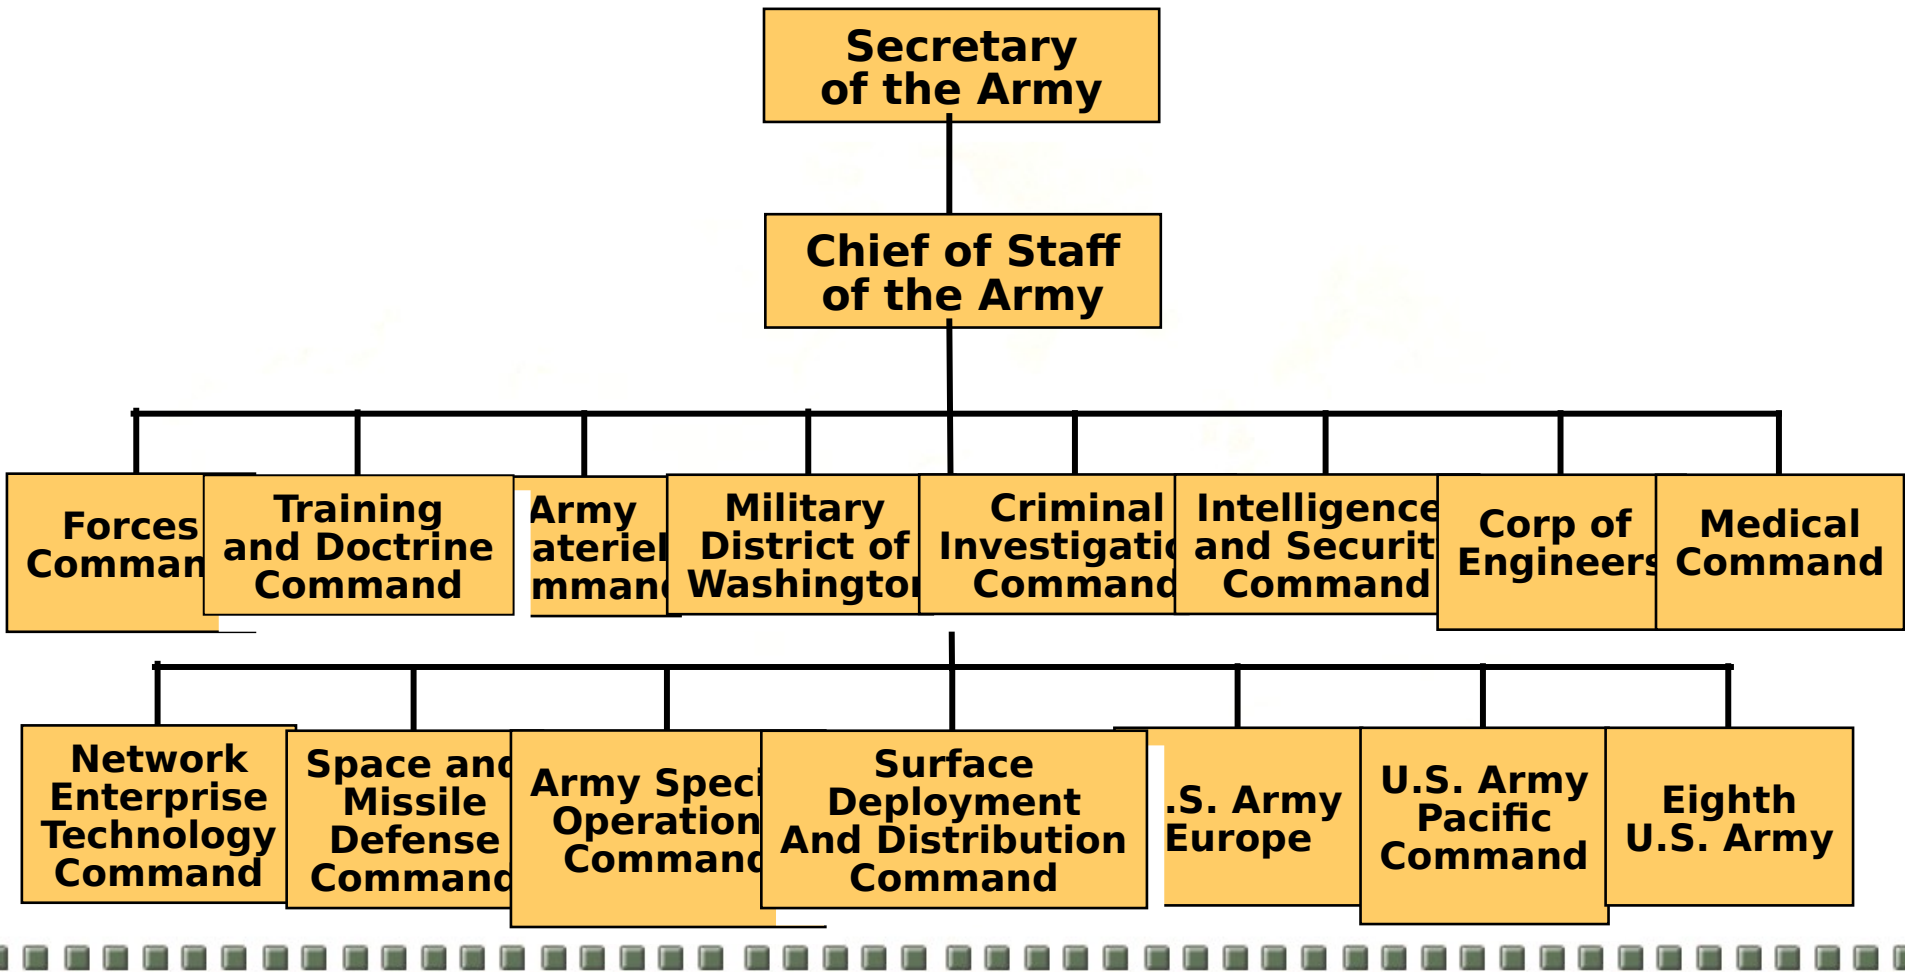 Secretary
of the Army
Chief of Staff
of the Army
Forces
Comman
Training
and Doctrine
Command
Army
ateriel
mmand
Military
District of
Washington
Criminal
Investigatio
Command
Intelligence
and Securit
Command
Corp of
Engineers
Medical
Command
Network
Enterprise
Technology
Command
Space and
Missile
Defense
Command
Army Speci
Operation
Command
Surface
Deployment
And Distribution
Command
.S. Army
Europe
U.S. Army
Pacific
Command
Eighth
U.S. Army